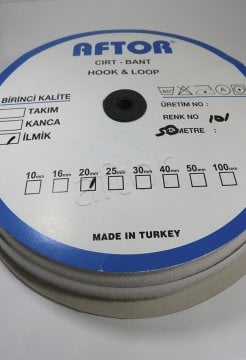 AFTOR
CIRT - BANT
HOOK & LOOP
BİRİNCİ KALİTE
TAKIM
KANCA
İLMİK
ÜRETİM NO :
RENK NO 101
50 METRE :
10mm 16mm 20mm 25mm 30mm 40mm 50mm 100mm
MADE IN TURKEY